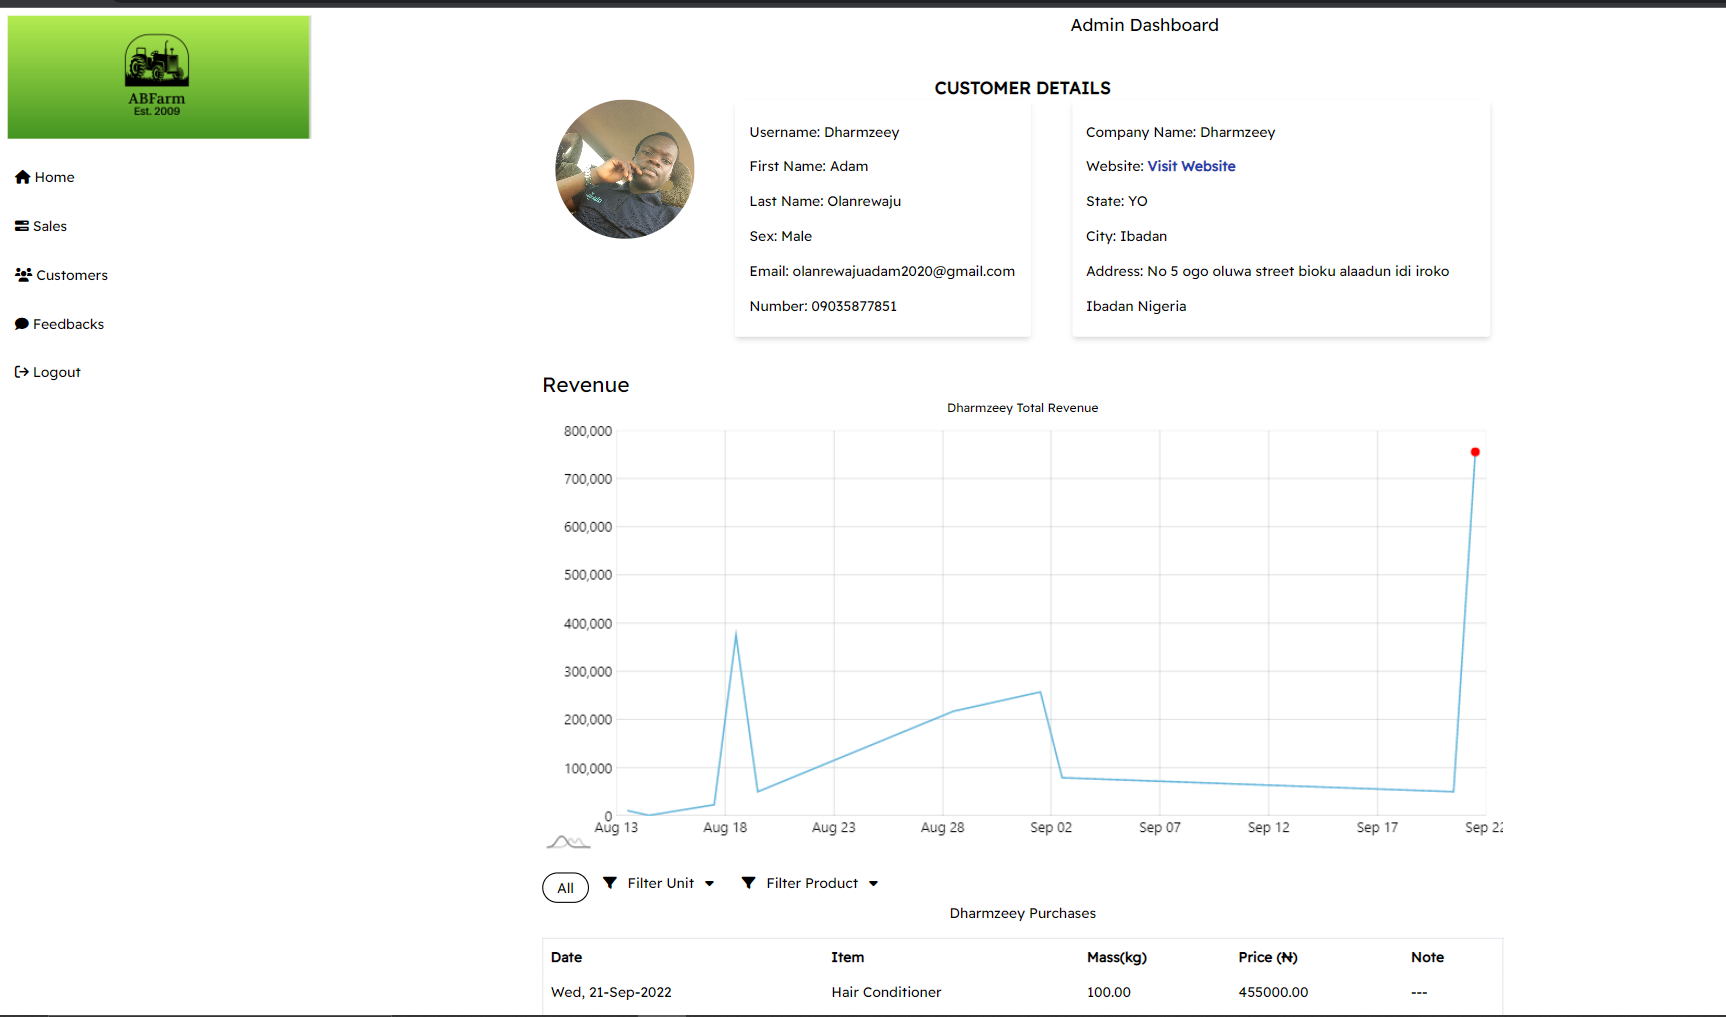 ABFarm
Est. 2009
Home
Sales
Customers
Feedbacks
Logout
Admin Dashboard
CUSTOMER DETAILS
Username: Dharmzeey
First Name: Adam
Last Name: Olanrewaju
Sex: Male
Email: olanrewajuadam2020@gmail.com
Number: 09035877851
Company Name: Dharmzeey
Website: Visit Website
State: YO
City: Ibadan
Address: No 5 ogo oluwa street bioku alaadun idi iroko
Ibadan Nigeria
Revenue
Dharmzeey Total Revenue
800,000
700,000
600,000
500,000
400,000
300,000
200,000
100,000
0
Aug 13 Aug 18 Aug 23 Aug 28 Sep 02 Sep 07 Sep 12 Sep 17 Sep 22
All Filter Unit Filter Product
Dharmzeey Purchases
Date Item Mass(kg) Price (₦) Note
Wed, 21-Sep-2022 Hair Conditioner 100.00 455000.00 ---